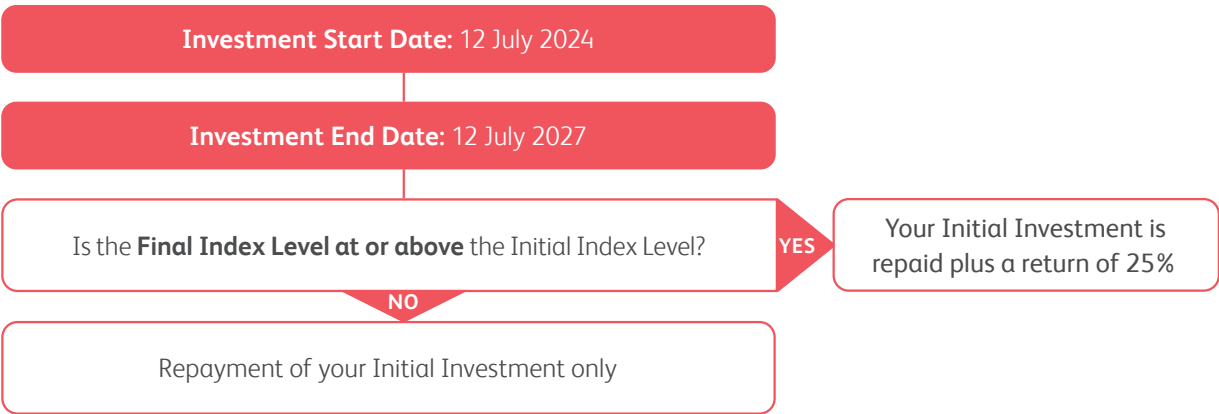 Investment Start Date: 12 July 2024
Investment End Date: 12 July 2027
Is the Final Index Level at or above the Initial Index Level?
YES
Your Initial Investment is
repaid plus a return of 25%
NO
Repayment of your Initial Investment only